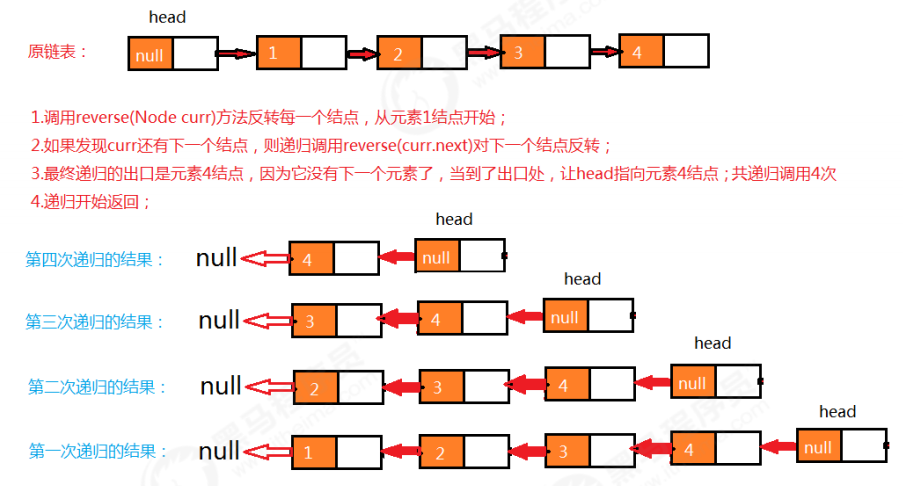 head
原链表：
null 1 2 3 4
1.调用reverse(Node curr)方法反转每一个结点，从元素1结点开始；
2.如果发现curr还有下一个结点，则递归调用reverse(curr.next)对下一个结点反转；
3.最终递归的出口是元素4结点，因为它没有下一个元素了，当到了出口处，让head指向元素4结点；共递归调用4次
4.递归开始返回；
head
第四次递归的结果： null 4 null
head
第三次递归的结果： null 3 4 null
head
第二次递归的结果： null 2 3 4 null
head
第一次递归的结果： null 1 2 3 4 null